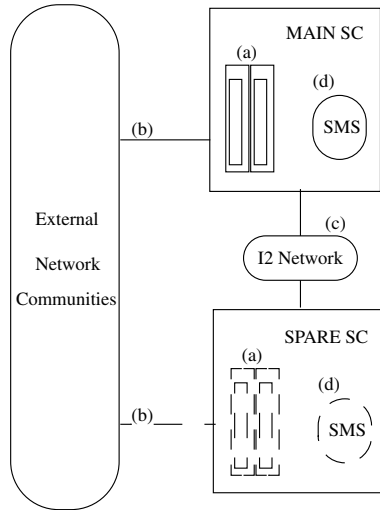 MAIN SC
(a)
(d)
SMS
(b)
External
Network
Communities
(c)
I2 Network
SPARE SC
(a)
(d)
SMS
(b)